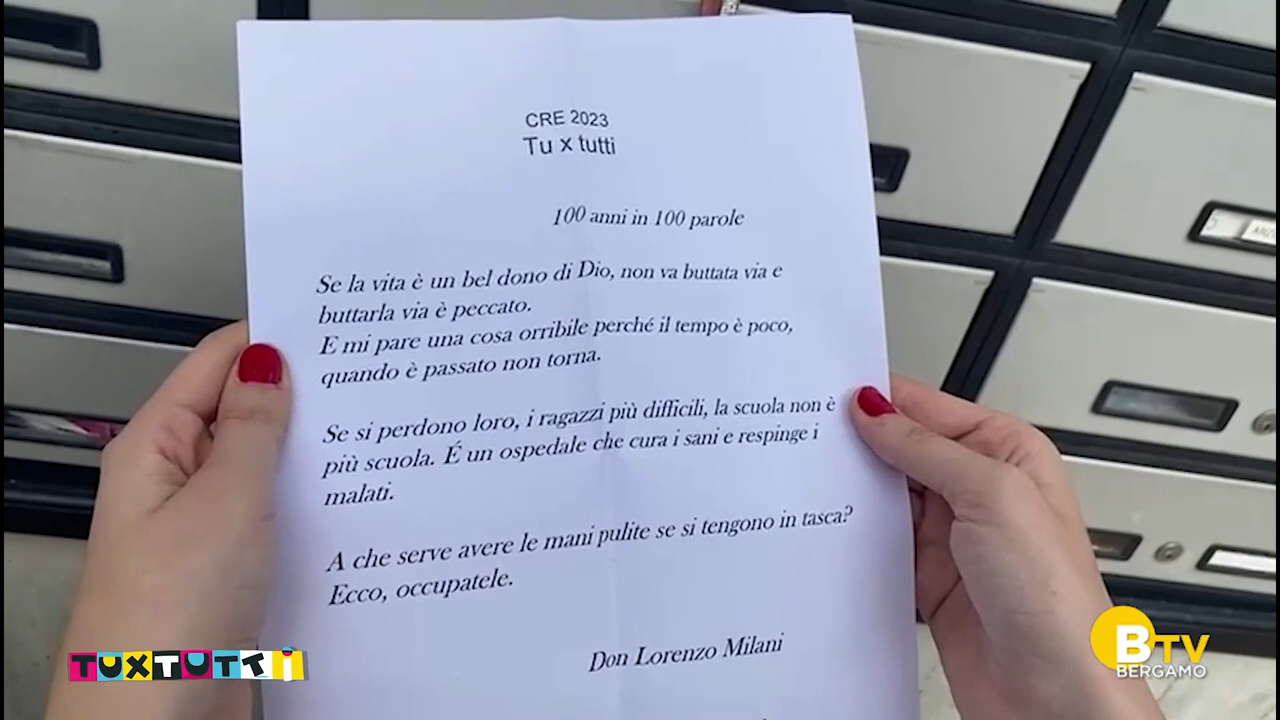 CRE 2023
Tu x tutti
100 anni in 100 parole
Se la vita è un bel dono di Dio, non va buttata via e
buttarla via è peccato.
E mi pare una cosa orribile perché il tempo è poco,
quando è passato non torna.
Se si perdono loro, i ragazzi più difficili, la scuola non è
più scuola. É un ospedale che cura i sani e respinge i
malati.
A che serve avere le mani pulite se si tengono in tasca?
Ecco, occupatele.
Don Lorenzo Milani
TUXTUTTI
BTV
BERGAMO